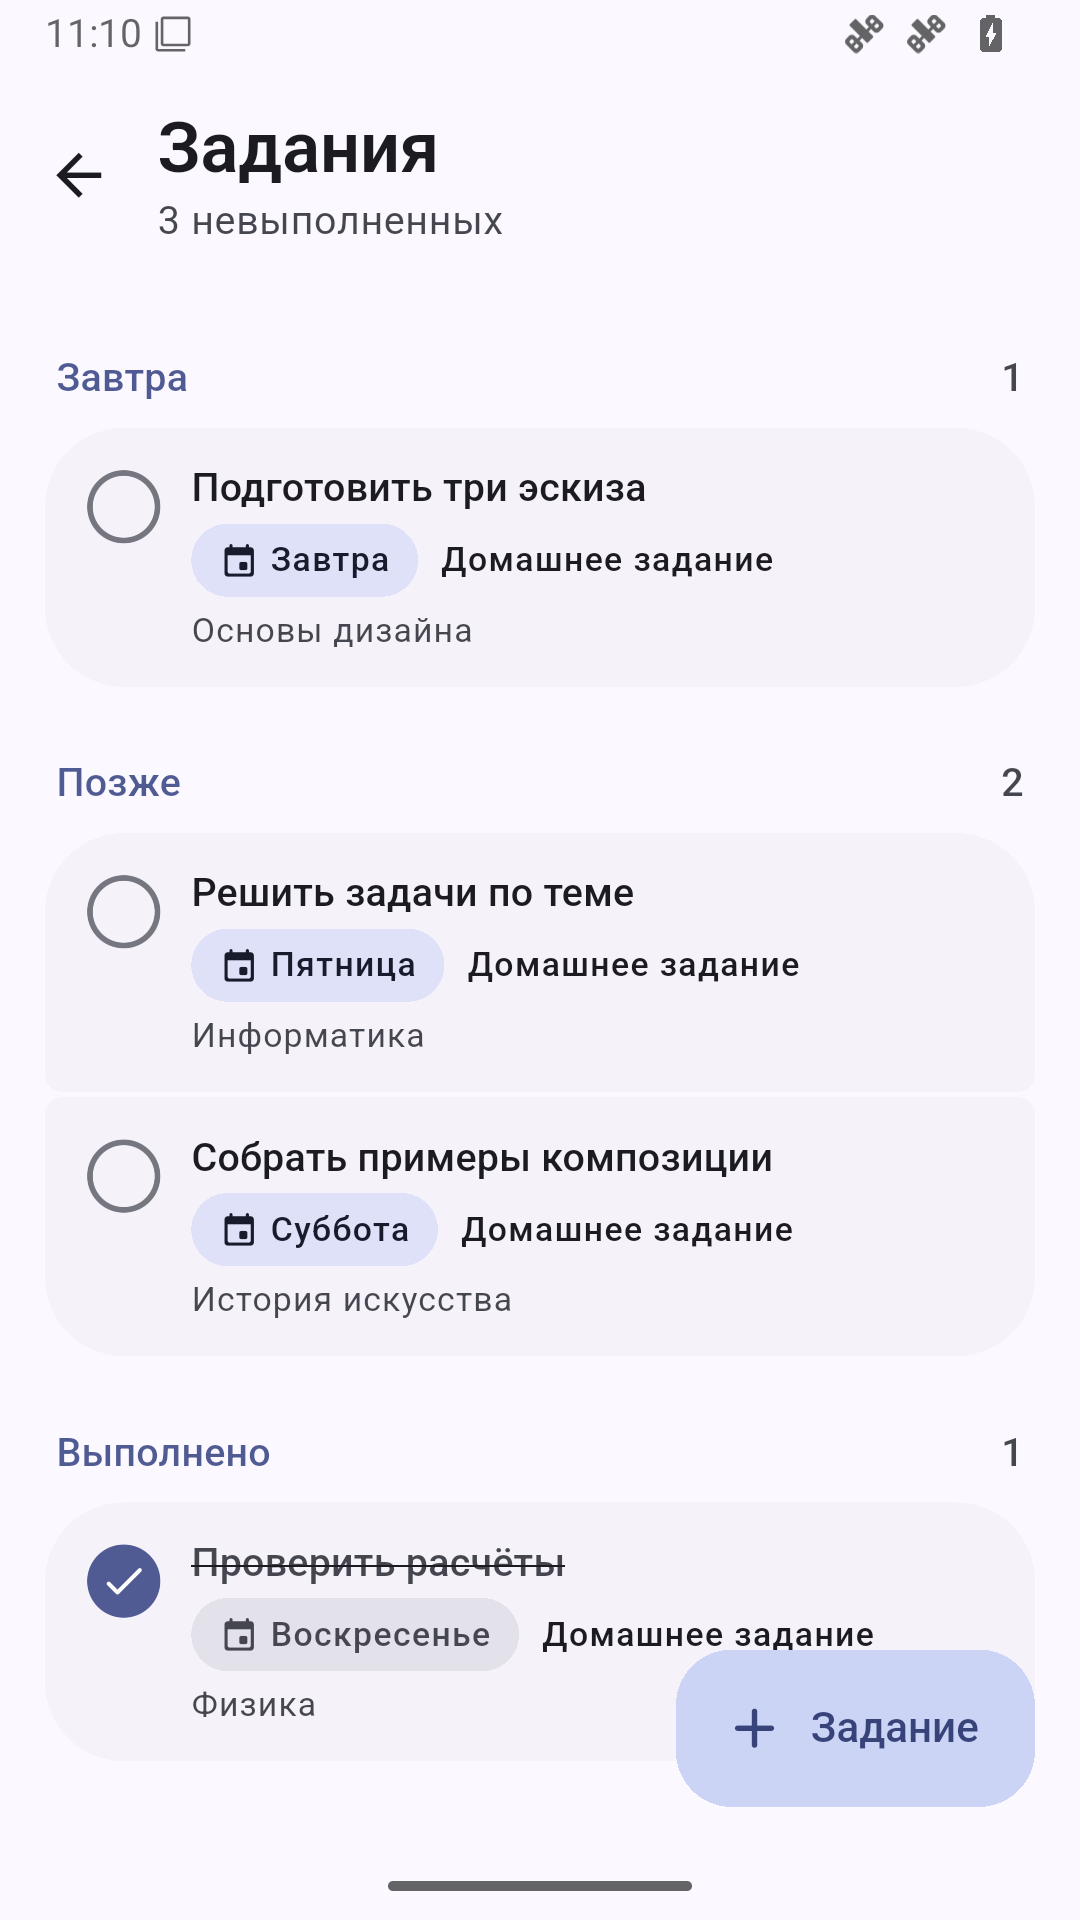 11:10
Задания
3 невыполненных
Завтра 1
Подготовить три эскиза
Завтра Домашнее задание
Основы дизайна
Позже 2
Решить задачи по теме
Пятница Домашнее задание
Информатика
Собрать примеры композиции
Суббота Домашнее задание
История искусства
Выполнено 1
Проверить расчёты
Воскресенье Домашнее задание
Физика
Задание